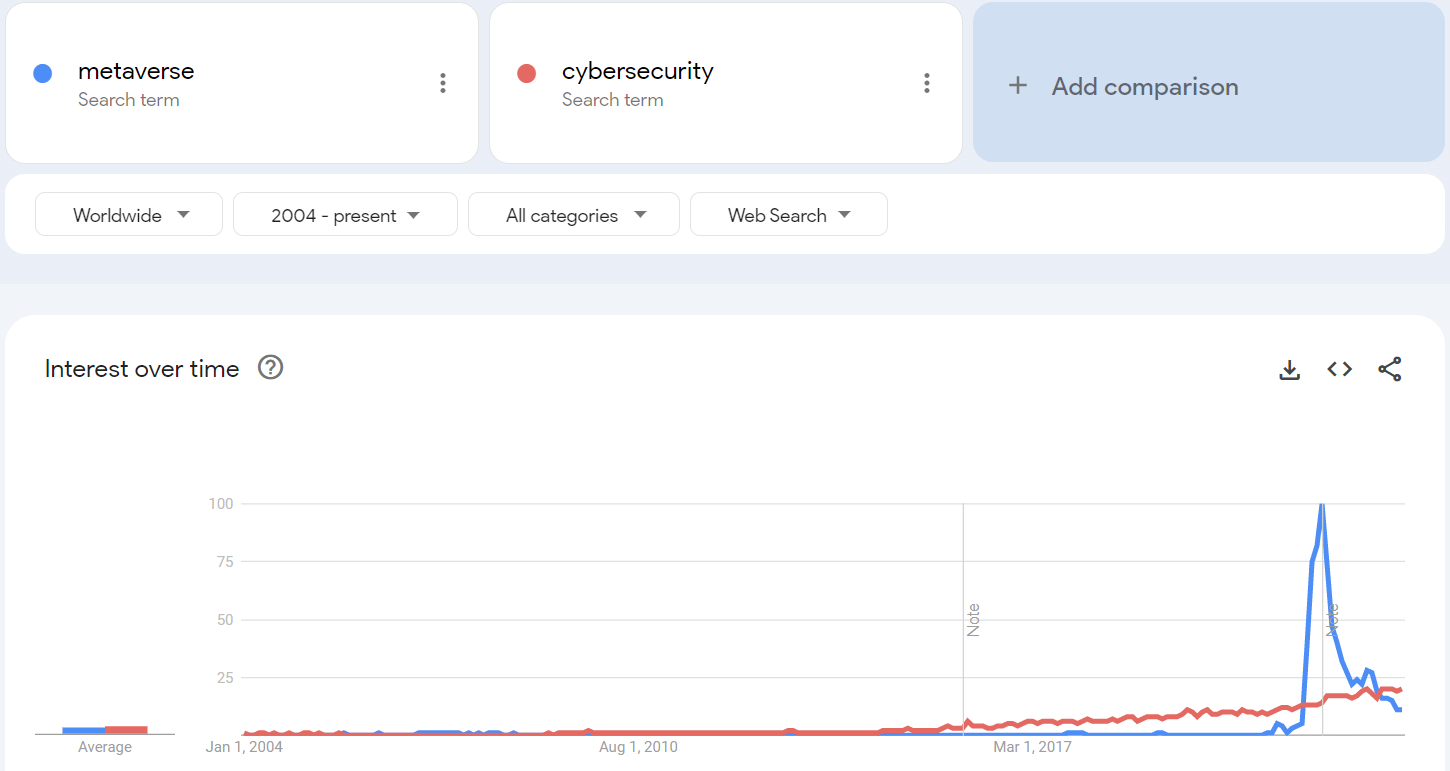 metaverse
Search term
cybersecurity
Search term
+ Add comparison
Worldwide
2004 - present
All categories
Web Search
Interest over time
100
75
50
25
Note
Note
Average
Jan 1, 2004
Aug 1, 2010
Mar 1, 2017